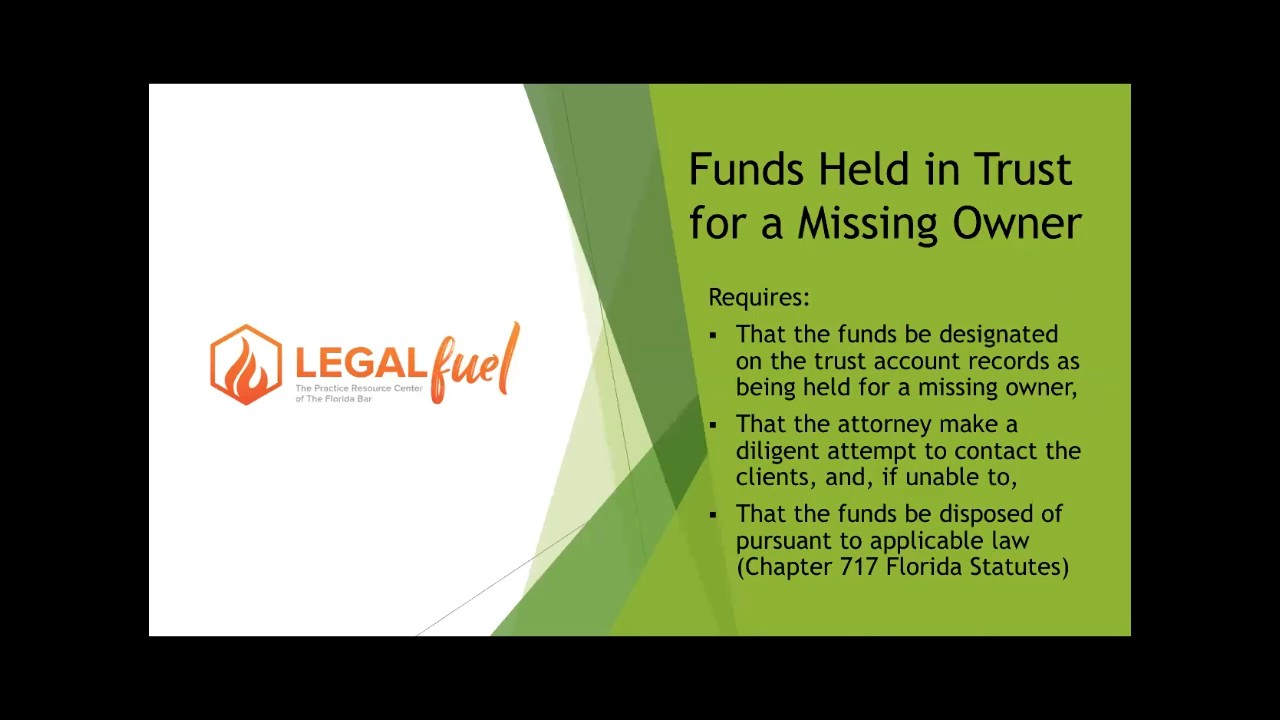 LEGAL fuel
The Practice Resource Center
of The Florida Bar
Funds Held in Trust
for a Missing Owner
Requires:
▪ That the funds be designated
on the trust account records as
being held for a missing owner,
▪ That the attorney make a
diligent attempt to contact the
clients, and, if unable to,
▪ That the funds be disposed of
pursuant to applicable law
(Chapter 717 Florida Statutes)